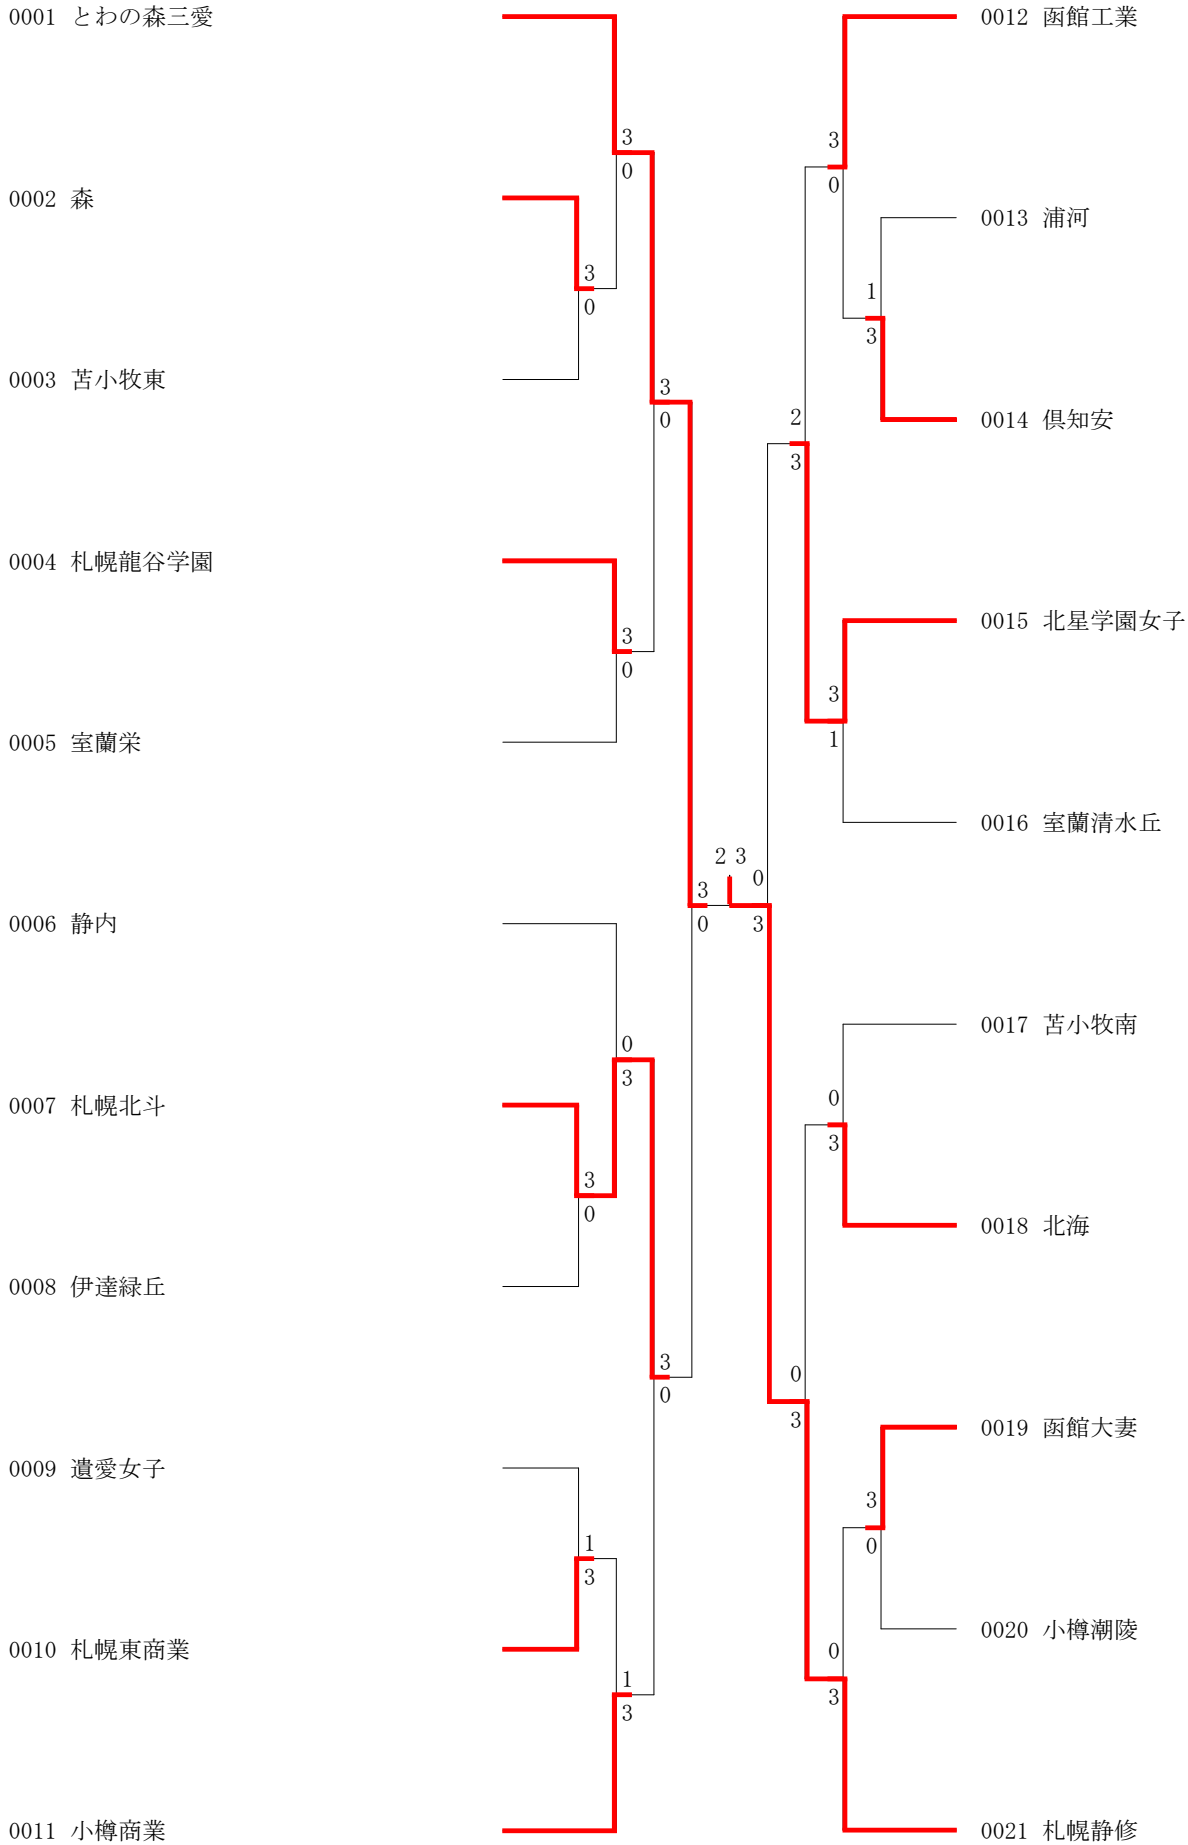 0001 とわの森三愛
3
0
0002 森
3
0
0003 苫小牧東
3
0
0004 札幌龍谷学園
3
0
0005 室蘭栄
2 3
3
0
0006 静内
0
3
0007 札幌北斗
3
0
0008 伊達緑丘
3
0
0009 遺愛女子
1
3
0010 札幌東商業
1
3
0011 小樽商業
0012 函館工業
3
0
0013 浦河
1
3
0014 倶知安
2
3
0015 北星学園女子
3
1
0016 室蘭清水丘
0
3
0017 苫小牧南
0
3
0018 北海
0
3
0019 函館大妻
3
0
0020 小樽潮陵
0
3
0021 札幌静修